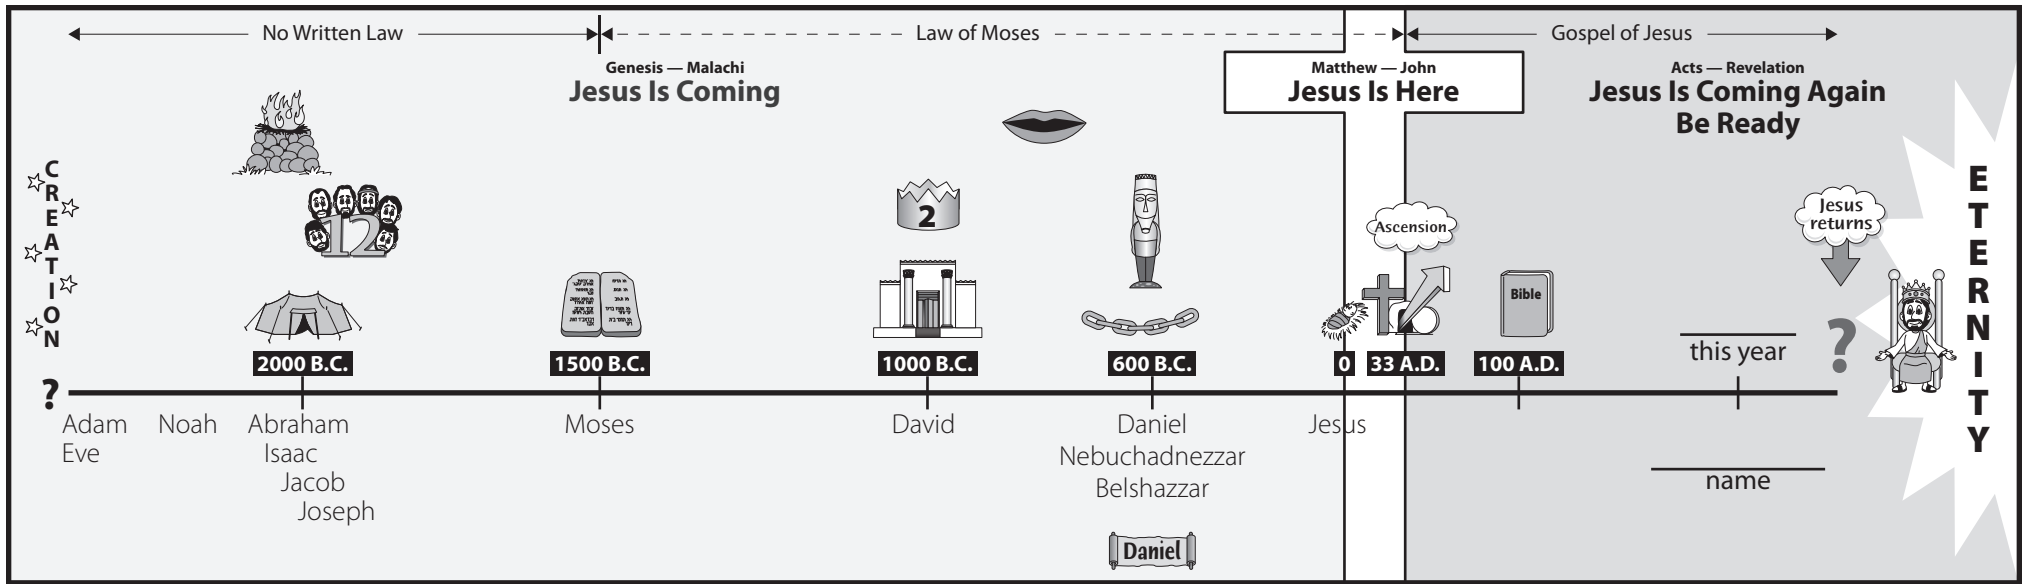 No Written Law
Law of Moses
Gospel of Jesus
Genesis — Malachi
Jesus Is Coming
Matthew — John
Jesus Is Here
Acts — Revelation
Jesus Is Coming Again
Be Ready
CREATION
12
2
Ascension
Bible
Jesus
returns
ETERNITY
this year
?
2000 B.C.
1500 B.C.
1000 B.C.
600 B.C.
0
33 A.D.
100 A.D.
?
Adam
Eve
Noah
Abraham
Isaac
Jacob
Joseph
Moses
David
Daniel
Nebuchadnezzar
Belshazzar
Jesus
name
Daniel